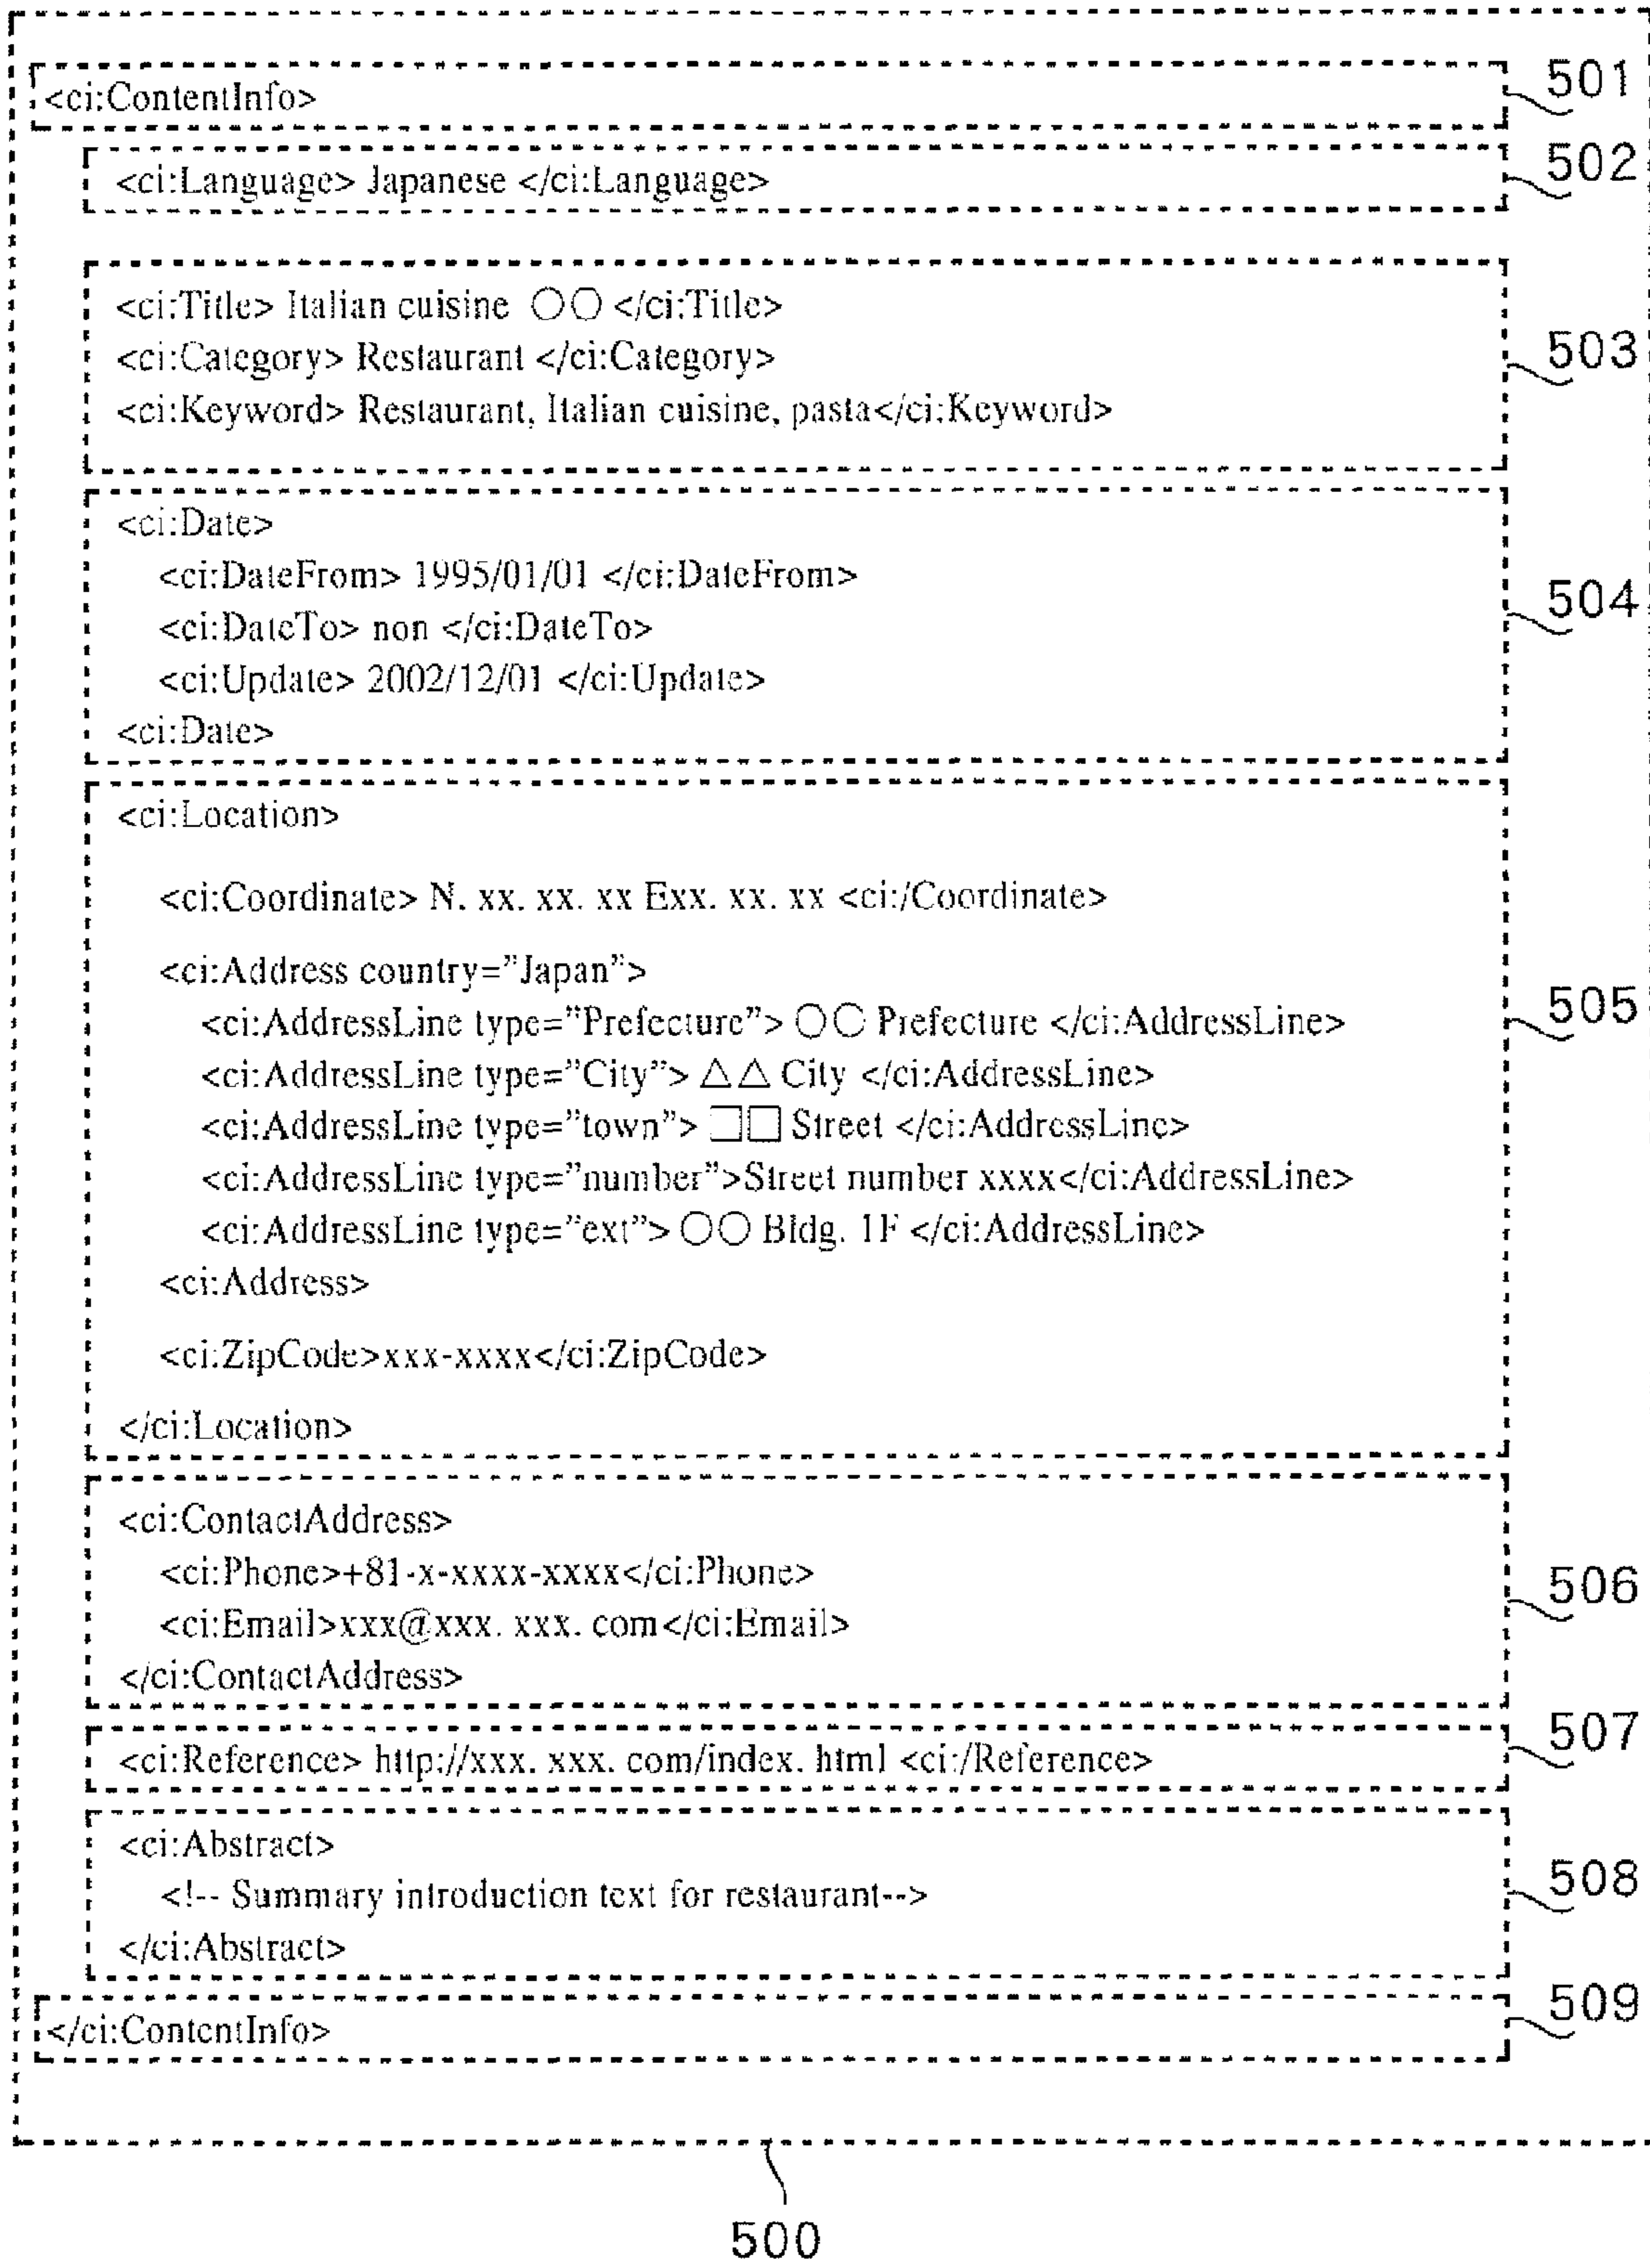 <ci:ContentInfo> 501
<ci:Language> Japanese </ci:Language> 502
<ci:Title> Italian cuisine ○○ </ci:Title>
<ci:Category> Restaurant </ci:Category> 503
<ci:Keyword> Restaurant, Italian cuisine, pasta</ci:Keyword>
<ci:Date>
<ci:DateFrom> 1995/01/01 </ci:DateFrom>
<ci:DateTo> non </ci:DateTo> 504
<ci:Update> 2002/12/01 </ci:Update>
<ci:Date>
<ci:Location>
<ci:Coordinate> N. xx. xx. xx Exx. xx. xx <ci:/Coordinate>
<ci:Address country="Japan">
<ci:AddressLine type="Prefecture"> ○○ Prefecture </ci:AddressLine> 505
<ci:AddressLine type="City"> △△ City </ci:AddressLine>
<ci:AddressLine type="town"> □□ Street </ci:AddressLine>
<ci:AddressLine type="number">Street number xxxx</ci:AddressLine>
<ci:AddressLine type="ext"> ○○ Bldg. 1F </ci:AddressLine>
<ci:Address>
<ci:ZipCode>xxx-xxxx</ci:ZipCode>
</ci:Location>
<ci:ContactAddress>
<ci:Phone>+81-x-xxxx-xxxx</ci:Phone> 506
<ci:Email>xxx@xxx. xxx. com</ci:Email>
</ci:ContactAddress>
<ci:Reference> http://xxx. xxx. com/index. html <ci:/Reference> 507
<ci:Abstract>
<!-- Summary introduction text for restaurant--> 508
</ci:Abstract>
</ci:ContentInfo> 509
500